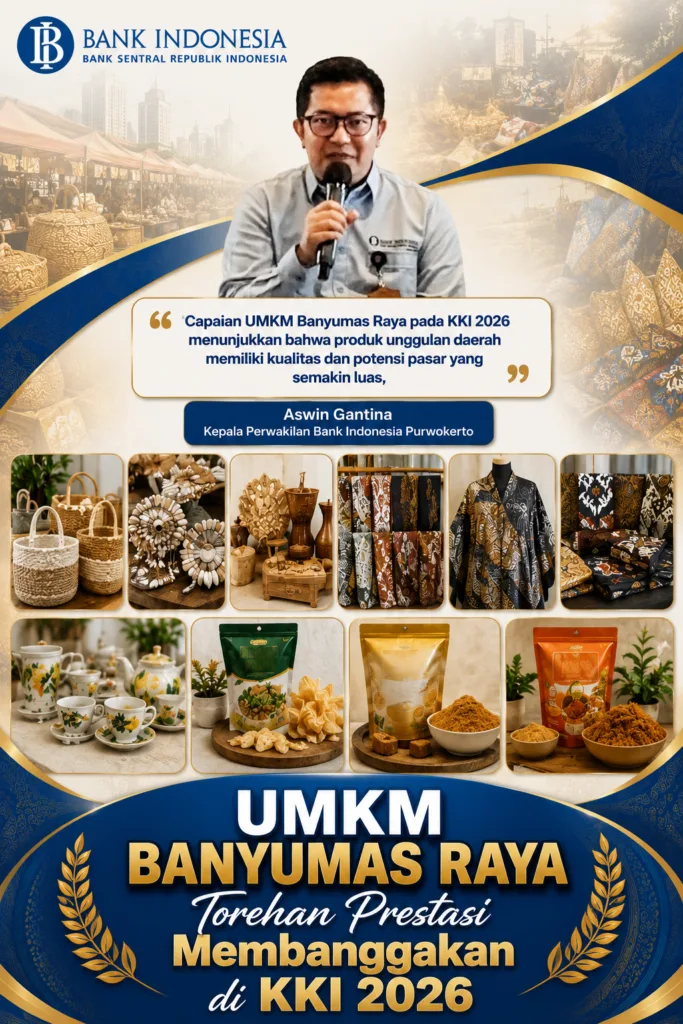 BANK INDONESIA
BANK SENTRAL REPUBLIK INDONESIA
BANK INDONESIA
“Capaian UMKM Banyumas Raya pada KKI 2026
menunjukkan bahwa produk unggulan daerah
memiliki kualitas dan potensi pasar yang
semakin luas,”
Aswin Gantina
Kepala Perwakilan Bank Indonesia Purwokerto
UMKM
BANYUMAS RAYA
Torehan Prestasi
Membanggakan
di KKI 2026